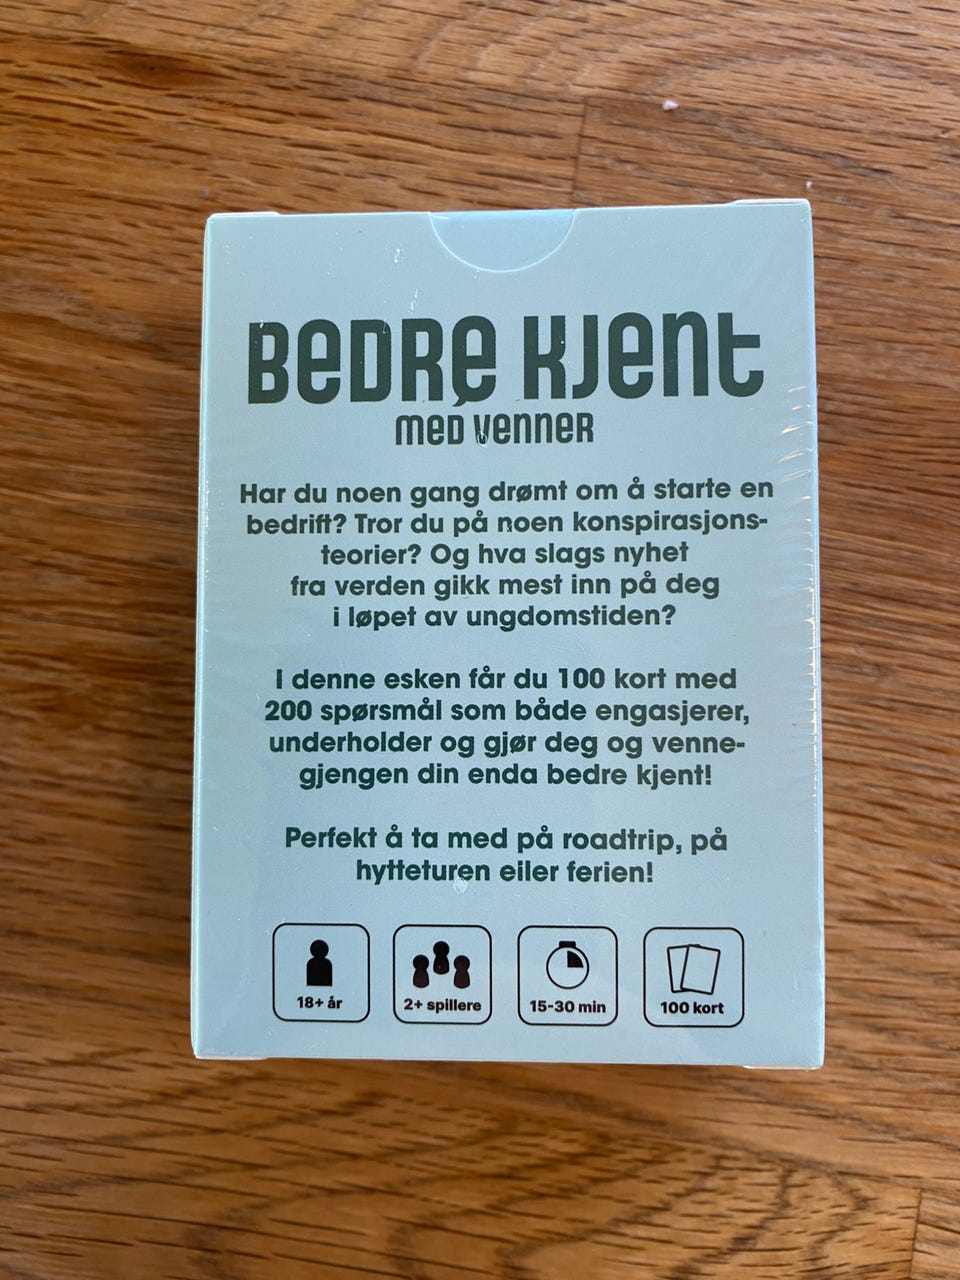 BEDRE KJENT
MED VENNER
Har du noen gang drømt om å starte en
bedrift? Tror du på noen konspirasjons-
teorier? Og hva slags nyhet
fra verden gikk mest inn på deg
i løpet av ungdomstiden?
I denne esken får du 100 kort med
200 spørsmål som både engasjerer,
underholder og gjør deg og venne-
gjengen din enda bedre kjent!
Perfekt å ta med på roadtrip, på
hytteturen eller ferien!
18+ år
2+ spillere
15-30 min
100 kort